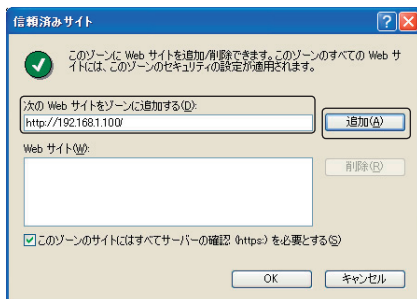 信頼済みサイト
このゾーンに Web サイトを追加/削除できます。このゾーンのすべての Web サ
イトには、このゾーンのセキュリティの設定が適用されます。
次の Web サイトをゾーンに追加する(D):
http://192.168.1.100/
追加(A)
Web サイト(W):
削除(R)
このゾーンのサイトにはすべてサーバーの確認 (https:) を必要とする(S)
OK
キャンセル